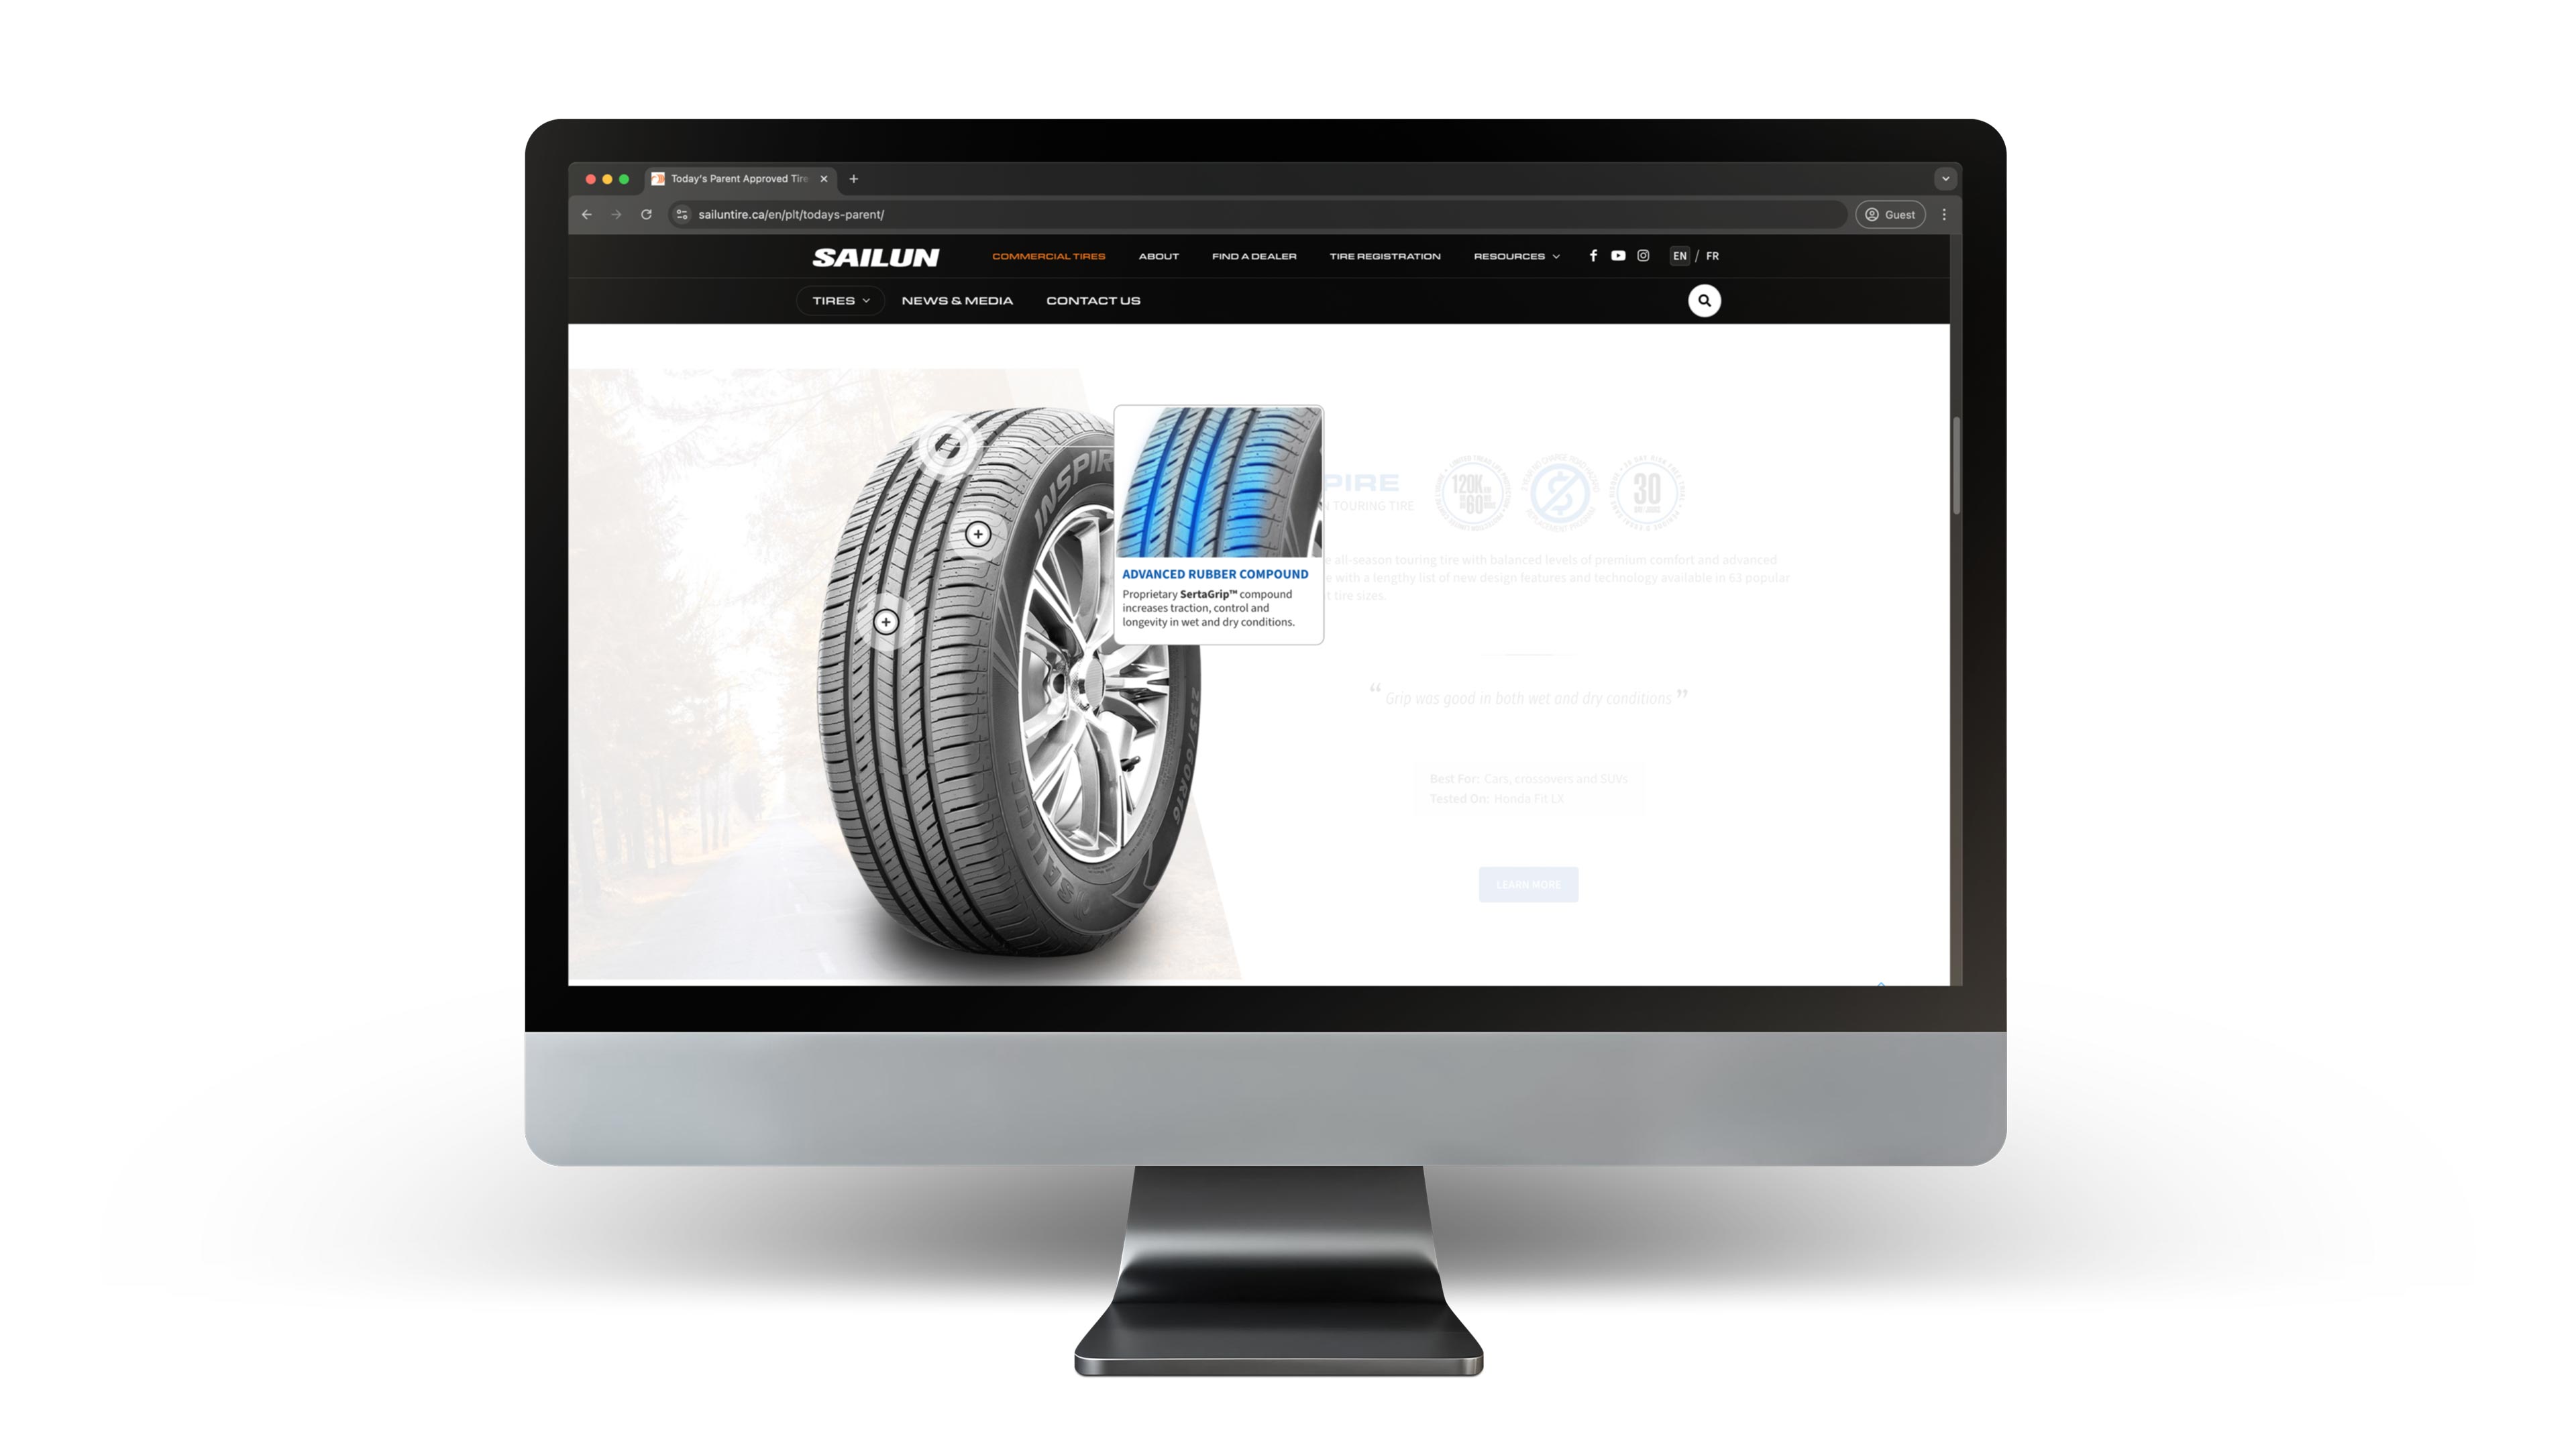 Today's Parent Approved Tire
sailuntire.ca/en/plt/todays-parent/
Guest
SAILUN
COMMERCIAL TIRES
ABOUT
FIND A DEALER
TIRE REGISTRATION
RESOURCES
EN / FR
TIRES
NEWS & MEDIA
CONTACT US
INSPIR
SAILUN
235/60R16
ADVANCED RUBBER COMPOUND
Proprietary SertaGrip™ compound
increases traction, control and
longevity in wet and dry conditions.
PIRE
TOURING TIRE
120K
60
30
all-season touring tire with balanced levels of premium comfort and advanced
with a lengthy list of new design features and technology available in 63 popular
tire sizes.
“ Grip was good in both wet and dry conditions ”
Best For: Cars, crossovers and SUVs
Tested On: Honda Fit LX
LEARN MORE